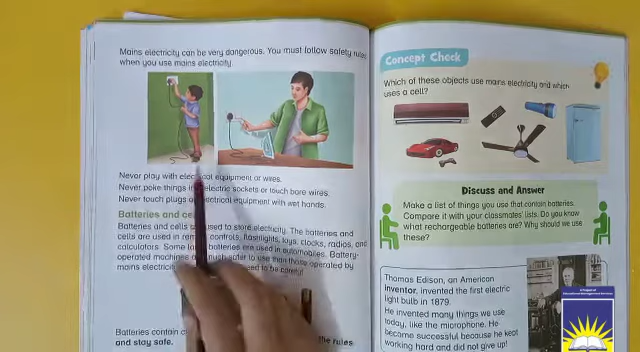 Mains electricity can be very dangerous. You must follow safety rules
when you use mains electricity.
Never play with electrical equipment or wires.
Never poke things in electric sockets or touch bare wires.
Never touch plugs or electrical equipment with wet hands.
Batteries and
Batteries and cells are used to store electricity. The batteries and
cells are used in remote controls, flashlights, toys, clocks, radios, and
calculators. Some batteries are used in automobiles. Battery-
operated machines are much safer to use than those operated by
mains electricity need to be careful!
Batteries contain
and stay safe.
the rules
Concept Check
Which of these objects use mains electricity and which
uses a cell?
Discuss and Answer
Make a list of things you use that contain batteries.
Compare it with your classmates' lists. Do you know
what rechargeable batteries are? Why should we use
these?
Thomas Edison, an American
inventor, invented the first electric
light bulb in 1879.
He invented many things we use
today, like the microphone. He
became successful because he kept
working hard and did not give up!